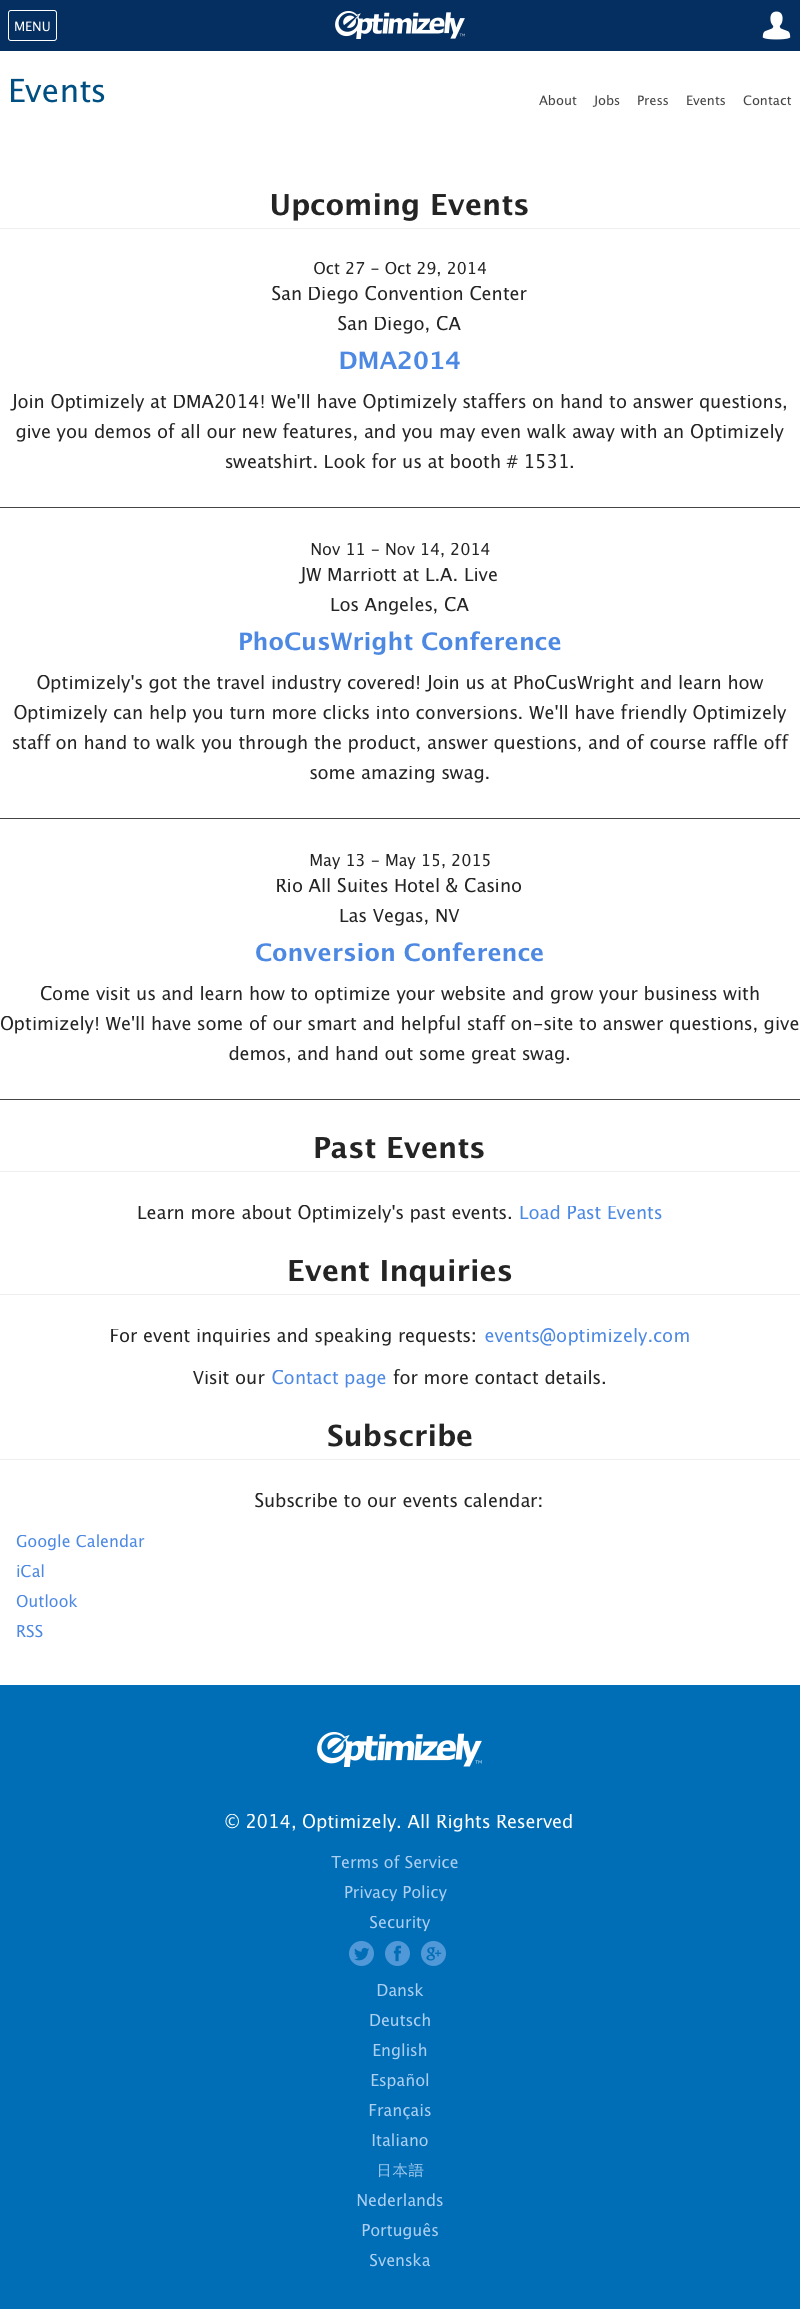 MENU
Optimizely™
Events
About Jobs Press Events Contact
Upcoming Events
Oct 27 – Oct 29, 2014
San Diego Convention Center
San Diego, CA
DMA2014
Join Optimizely at DMA2014! We'll have Optimizely staffers on hand to answer questions,
give you demos of all our new features, and you may even walk away with an Optimizely
sweatshirt. Look for us at booth # 1531.
Nov 11 – Nov 14, 2014
JW Marriott at L.A. Live
Los Angeles, CA
PhoCusWright Conference
Optimizely's got the travel industry covered! Join us at PhoCusWright and learn how
Optimizely can help you turn more clicks into conversions. We'll have friendly Optimizely
staff on hand to walk you through the product, answer questions, and of course raffle off
some amazing swag.
May 13 – May 15, 2015
Rio All Suites Hotel & Casino
Las Vegas, NV
Conversion Conference
Come visit us and learn how to optimize your website and grow your business with
Optimizely! We'll have some of our smart and helpful staff on-site to answer questions, give
demos, and hand out some great swag.
Past Events
Learn more about Optimizely's past events. Load Past Events
Event Inquiries
For event inquiries and speaking requests: events@optimizely.com
Visit our Contact page for more contact details.
Subscribe
Subscribe to our events calendar:
Google Calendar
iCal
Outlook
RSS
Optimizely™
© 2014, Optimizely. All Rights Reserved
Terms of Service
Privacy Policy
Security
Dansk
Deutsch
English
Español
Français
Italiano
日本語
Nederlands
Português
Svenska